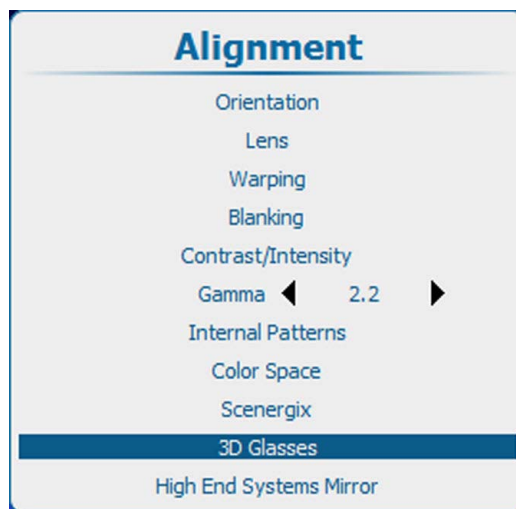 Alignment
Orientation
Lens
Warping
Blanking
Contrast/Intensity
Gamma 2.2
Internal Patterns
Color Space
Scenergix
3D Glasses
High End Systems Mirror